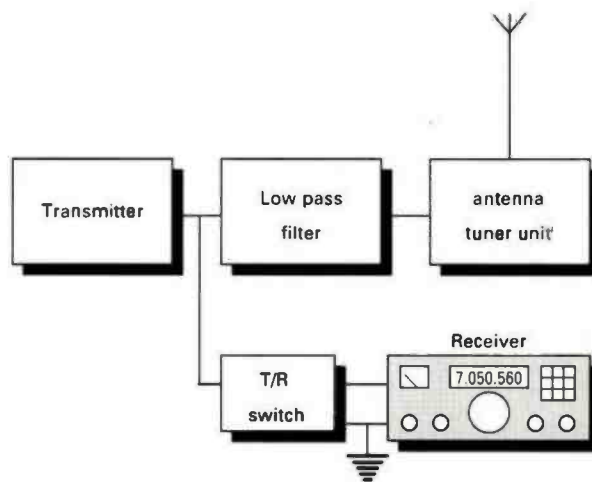 Transmitter
Low pass
filter
antenna
tuner unit
T/R
switch
Receiver
7.050.560